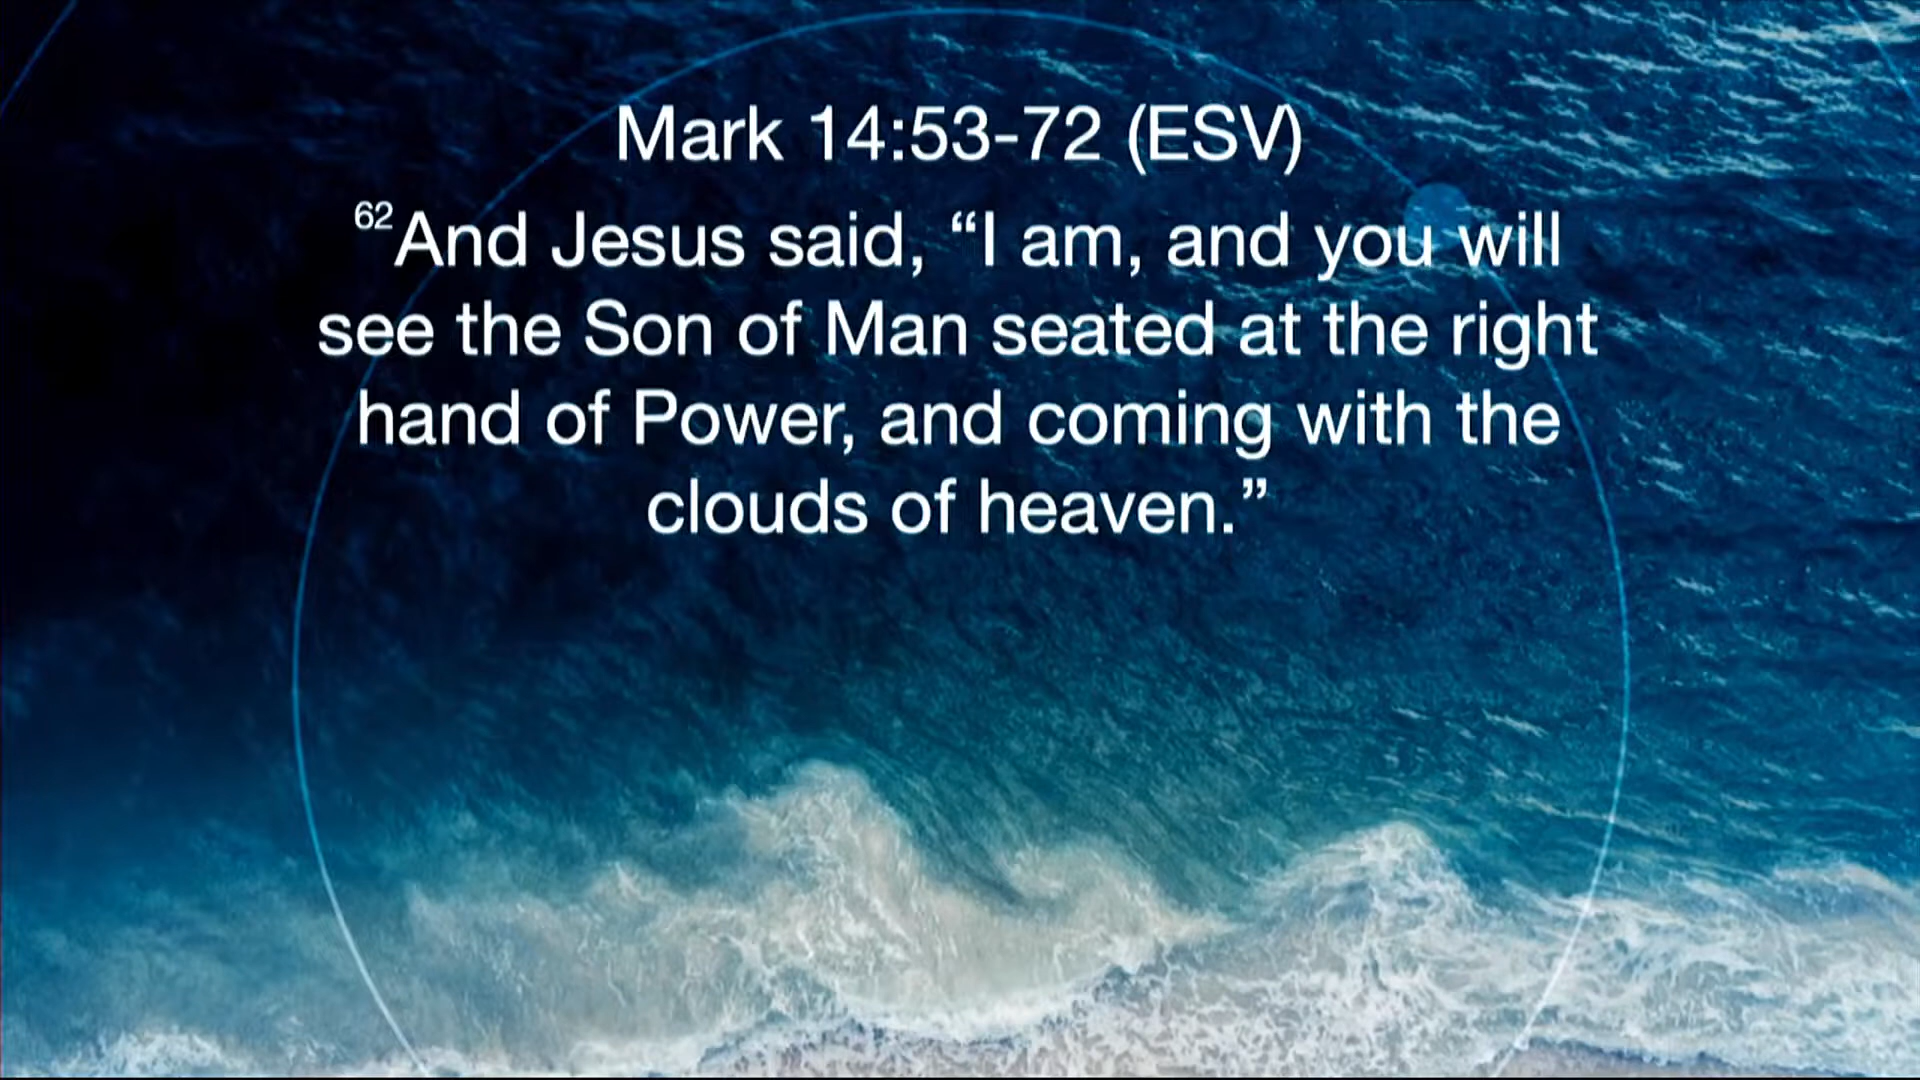 Mark 14:53-72 (ESV)
62And Jesus said, “I am, and you will
see the Son of Man seated at the right
hand of Power, and coming with the
clouds of heaven.”